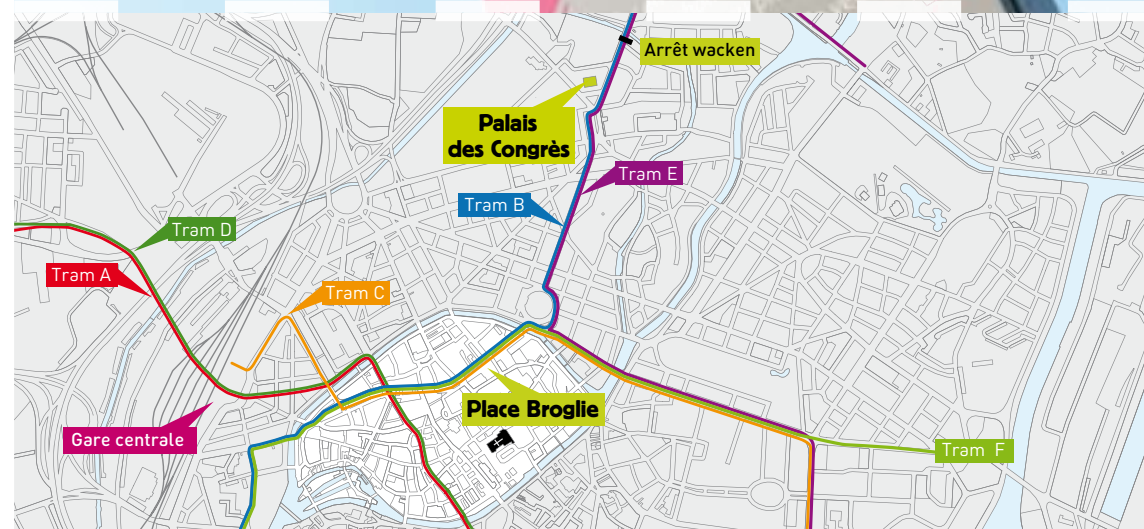 Arrêt wacken
Palais
des Congrès
Tram E
Tram B
Tram D
Tram A
Tram C
Place Broglie
Gare centrale
Tram F